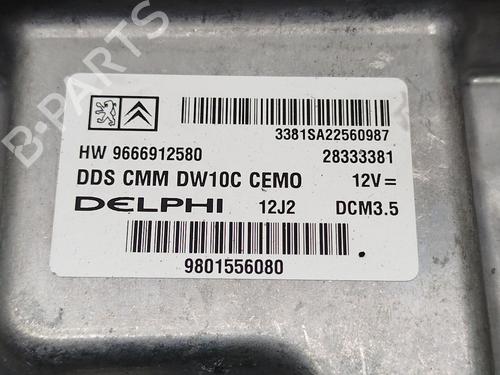 3381SA22560987
HW 9666912580 28333381
DDS CMM DW10C CEMO 12V=
DELPHI 12J2 DCM3.5
9801556080
B-PARTS